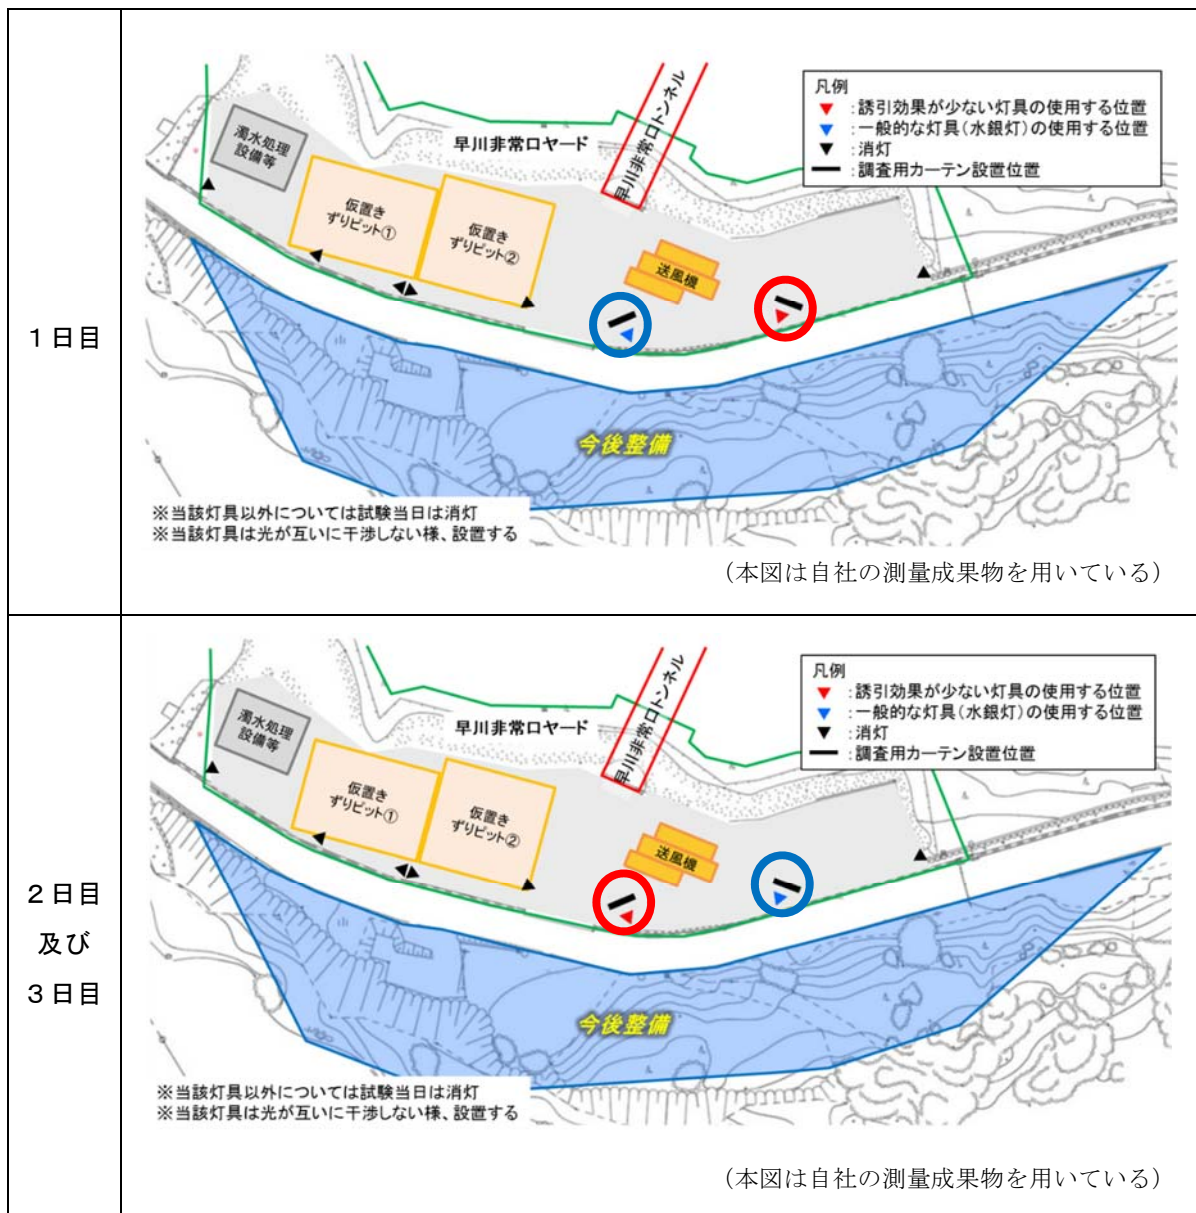 1日目
濁水処理
設備等
仮置き
ずりピット①
仮置き
ずりピット②
早川非常口ヤード
早川非常口トンネル
送風機
今後整備
凡例
：誘引効果が少ない灯具の使用する位置
：一般的な灯具（水銀灯）の使用する位置
：消灯
：調査用カーテン設置位置
※当該灯具以外については試験当日は消灯
※当該灯具は光が互いに干渉しない様、設置する
（本図は自社の測量成果物を用いている）
2日目
及び
3日目
濁水処理
設備等
仮置き
ずりピット①
仮置き
ずりピット②
早川非常口ヤード
早川非常口トンネル
送風機
今後整備
凡例
：誘引効果が少ない灯具の使用する位置
：一般的な灯具（水銀灯）の使用する位置
：消灯
：調査用カーテン設置位置
※当該灯具以外については試験当日は消灯
※当該灯具は光が互いに干渉しない様、設置する
（本図は自社の測量成果物を用いている）